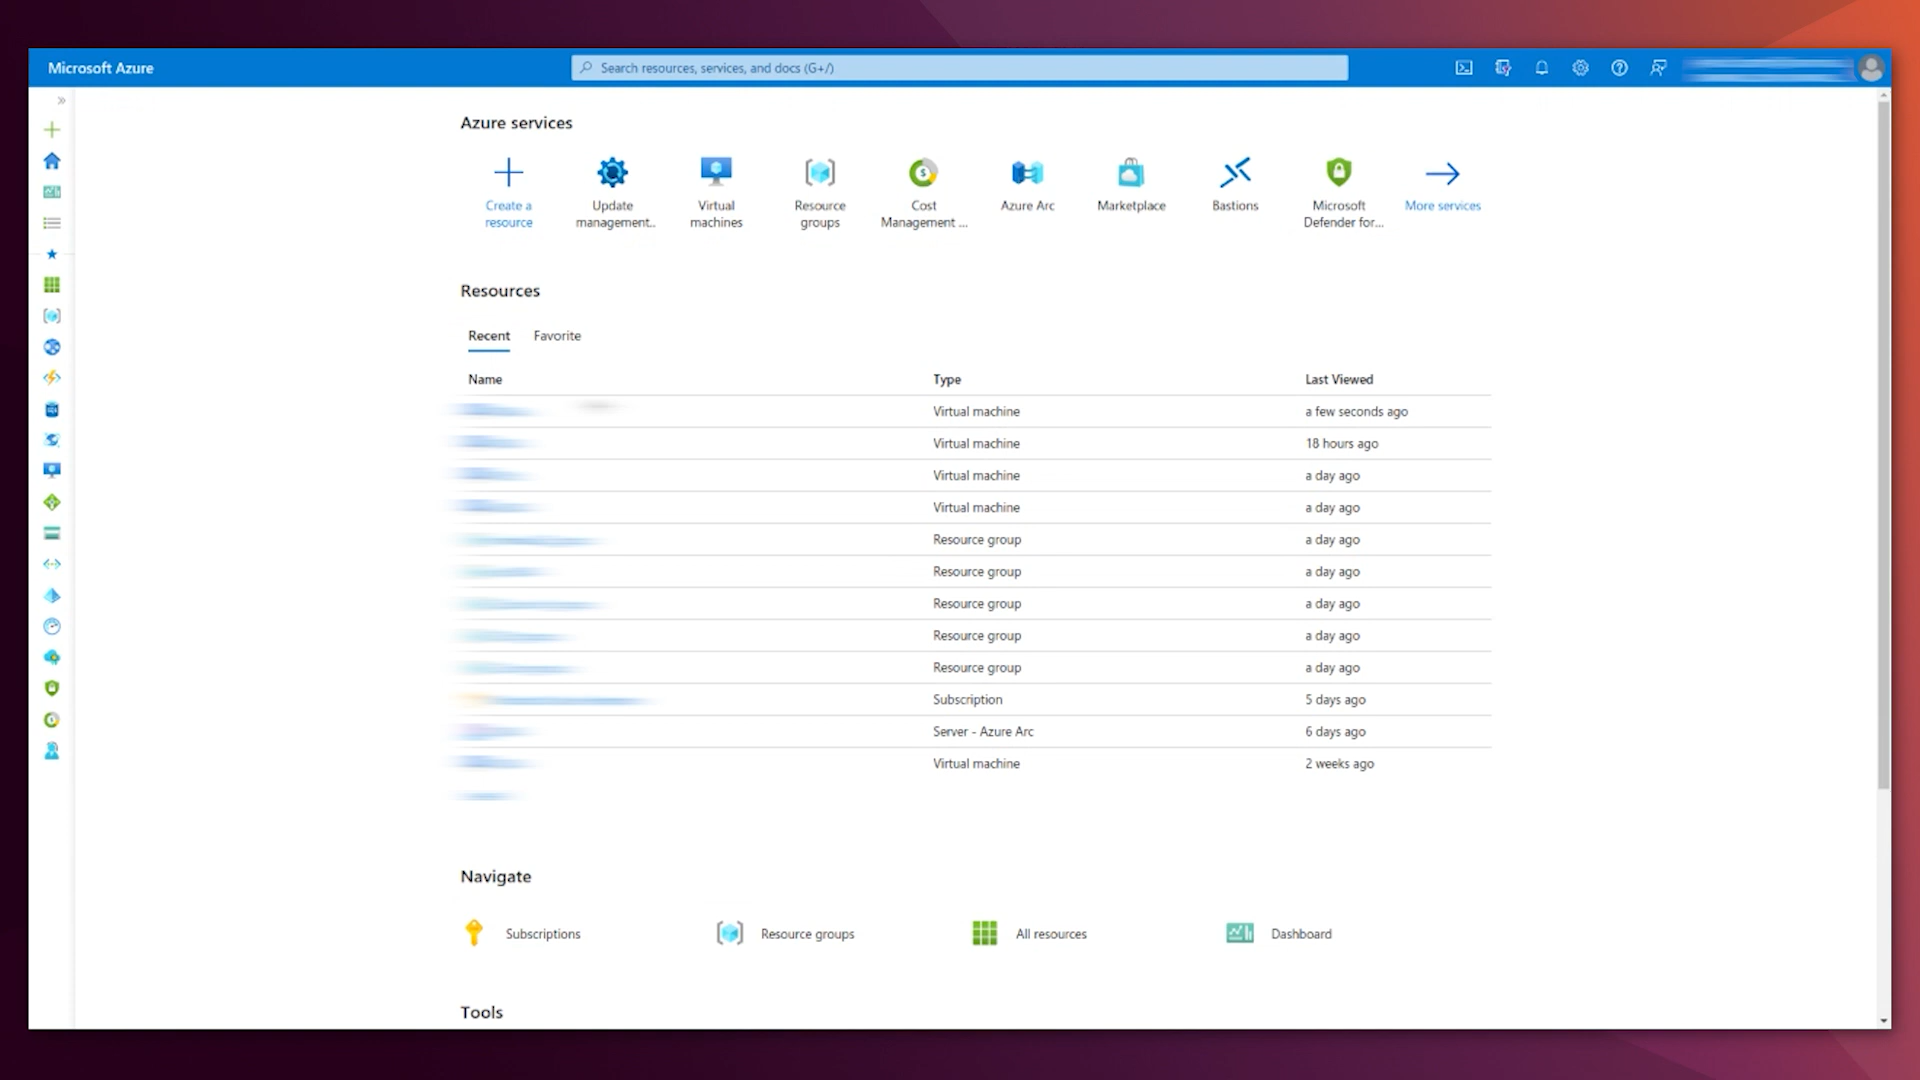 Microsoft Azure
Search resources, services, and docs (G+/)
Azure services
Create a resource
Update management..
Virtual machines
Resource groups
Cost Management ...
Azure Arc
Marketplace
Bastions
Microsoft Defender for...
More services
Resources
Recent Favorite
Name Type Last Viewed
Virtual machine a few seconds ago
Virtual machine 18 hours ago
Virtual machine a day ago
Virtual machine a day ago
Resource group a day ago
Resource group a day ago
Resource group a day ago
Resource group a day ago
Resource group a day ago
Subscription 5 days ago
Server - Azure Arc 6 days ago
Virtual machine 2 weeks ago
Navigate
Subscriptions Resource groups All resources Dashboard
Tools